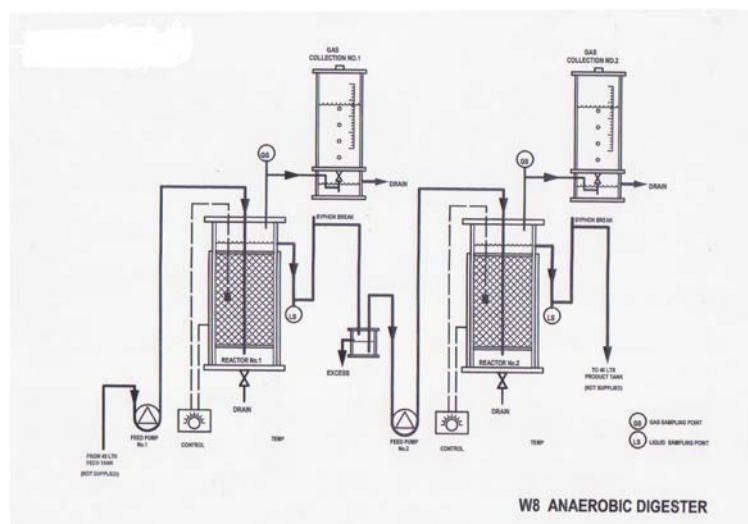 GAS
COLLECTION NO.1
GAS
COLLECTION NO.2
GS
DRAIN
GS
DRAIN
SYPHON BREAK
SYPHON BREAK
LS
LS
REACTOR No.1
EXCESS
REACTOR No.2
TO 45 LTR
PRODUCT TANK
(NOT SUPPLIED)
DRAIN
DRAIN
FEED PUMP
No.1
CONTROL
TEMP
FEED PUMP
No.2
CONTROL
TEMP
GS GAS SAMPLING POINT
LS LIQUID SAMPLING POINT
FROM 45 LTR
FEED TANK
(NOT SUPPLIED)
W8 ANAEROBIC DIGESTER